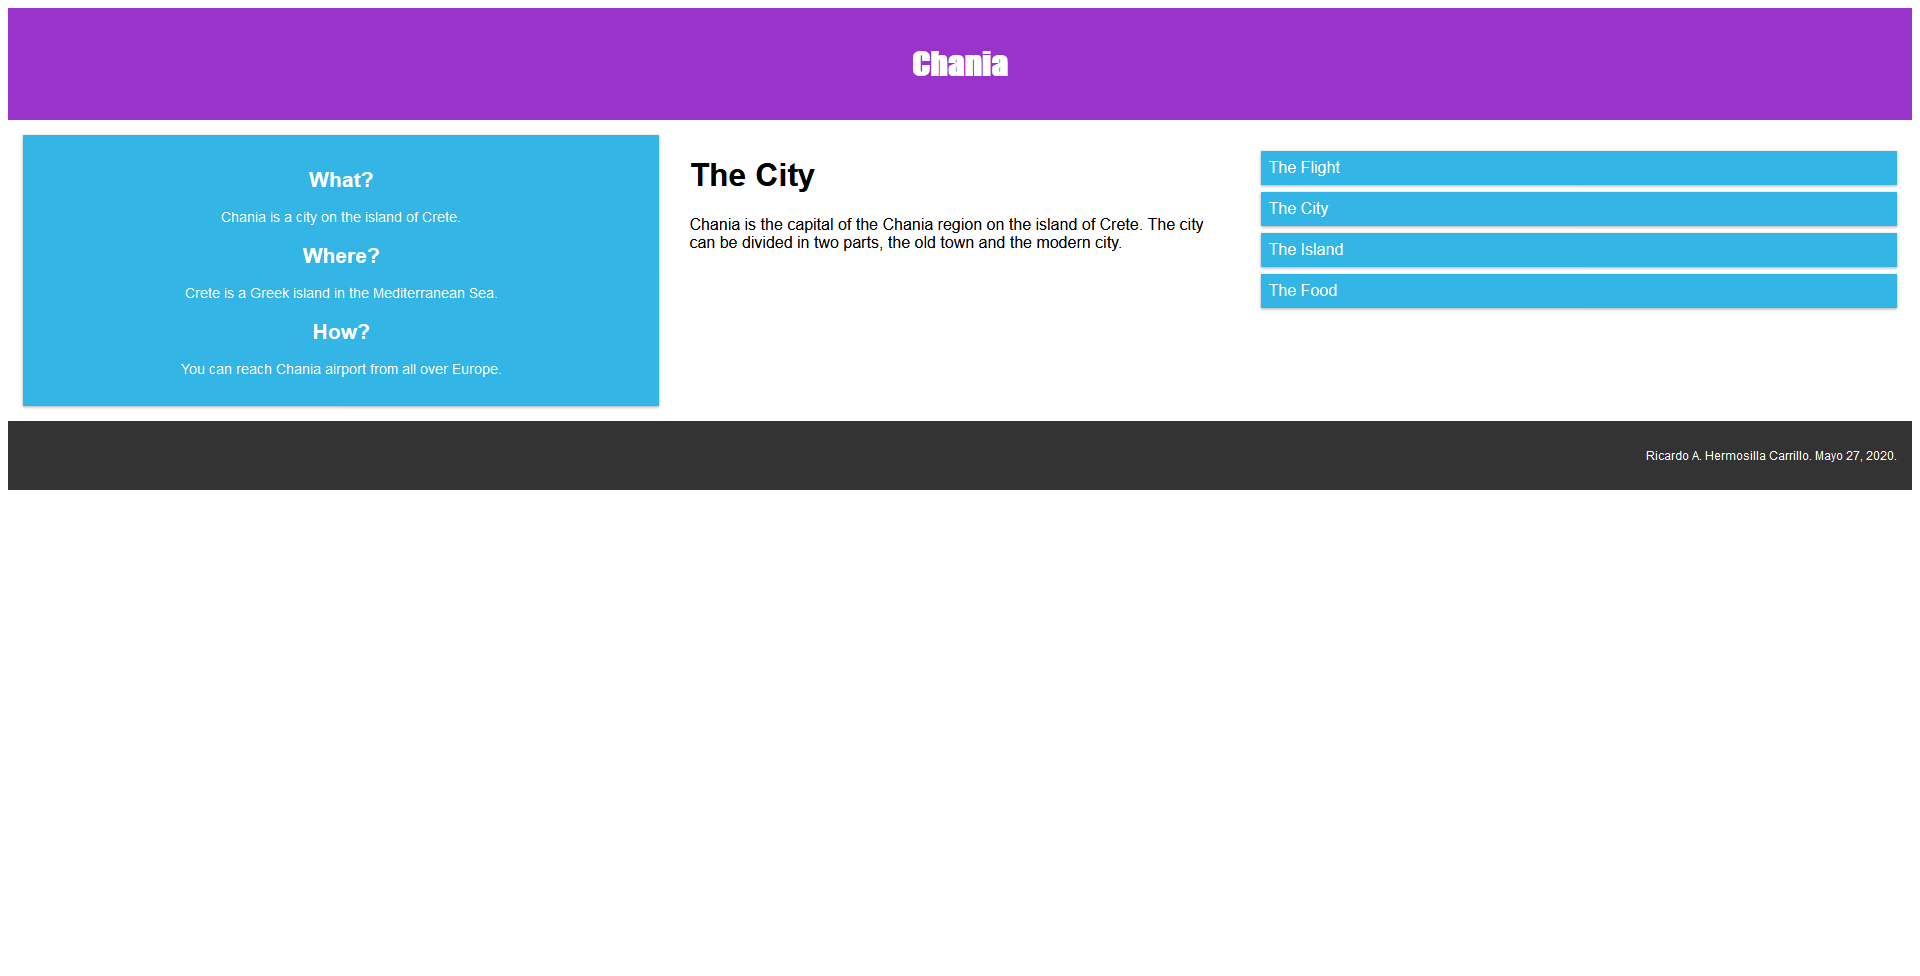 Chania
What?
Chania is a city on the island of Crete.
Where?
Crete is a Greek island in the Mediterranean Sea.
How?
You can reach Chania airport from all over Europe.
The City
Chania is the capital of the Chania region on the island of Crete. The city
can be divided in two parts, the old town and the modern city.
The Flight
The City
The Island
The Food
Ricardo A. Hermosilla Carrillo. Mayo 27, 2020.